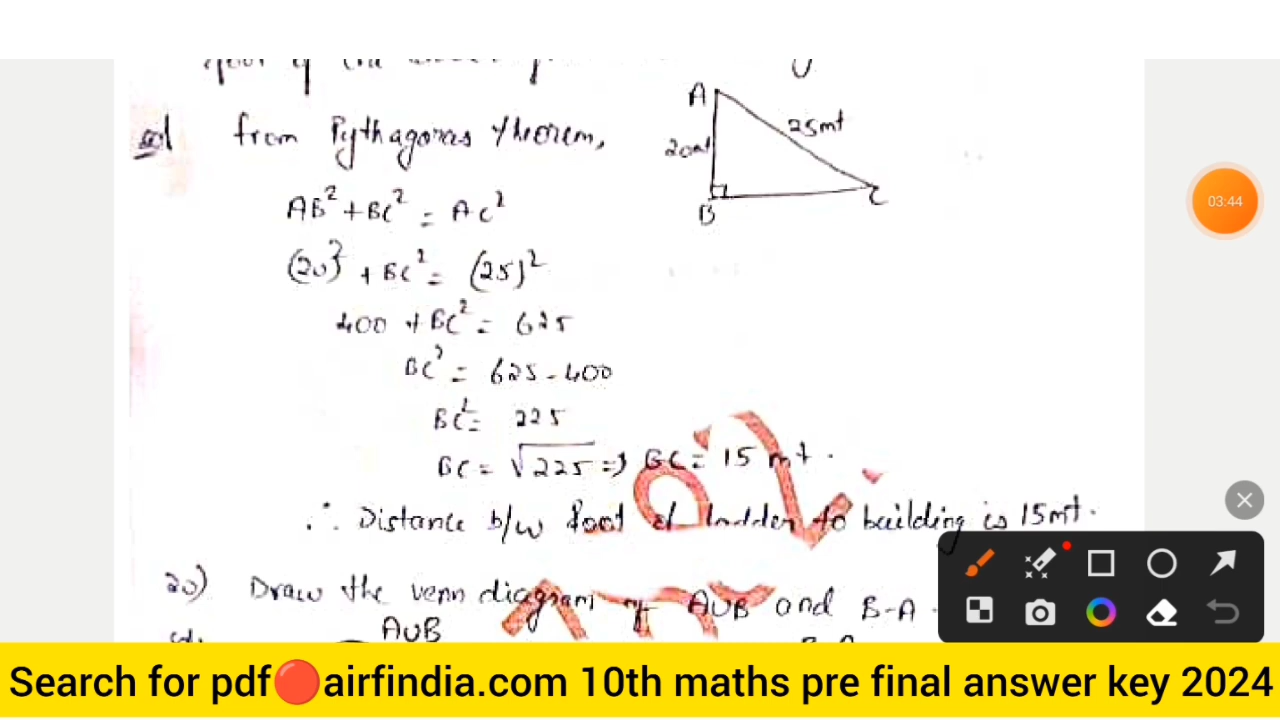 A
25mt
Sol from Pythagoras theorem,
20mt
B
C
AB² + BC² = AC²
(20)² + BC² = (25)²
400 + BC² = 625
BC² = 625 - 400
BC² = 225
BC = √225 => BC = 15 mt.
∴ Distance b/w foot of ladder to building is 15mt.
20) Draw the venn diagram of A∪B and B-A
A∪B
03:44
Search for pdf🔴airfindia.com 10th maths pre final answer key 2024